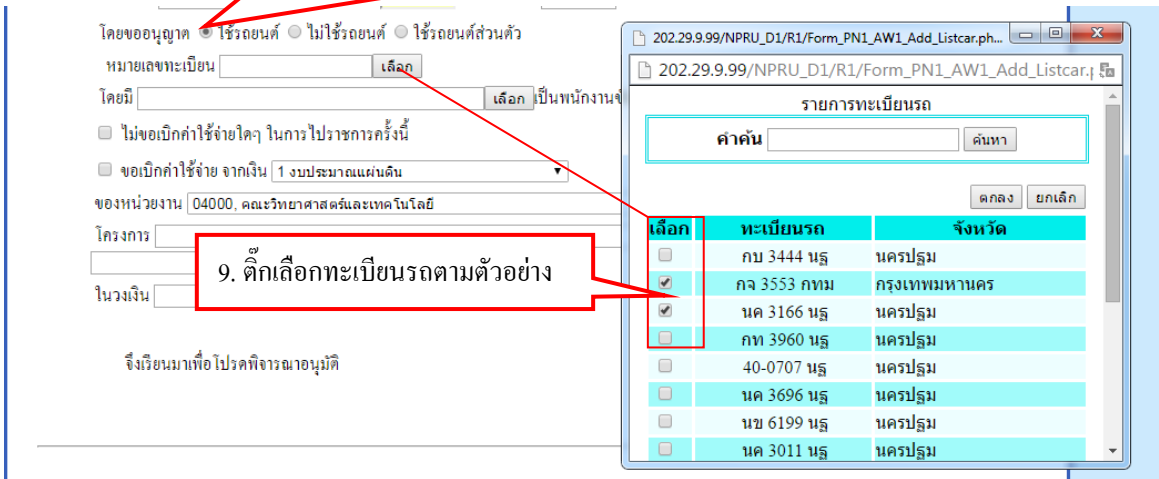 โดยขออนุญาต ใช้รถยนต์ ไม่ใช้รถยนต์ ใช้รถยนต์ส่วนตัว
หมายเลขทะเบียน เลือก
โดยมี เลือก เป็นพนักงาน
ไม่ขอเบิกค่าใช้จ่ายใดๆ ในการไปราชการครั้งนี้
ขอเบิกค่าใช้จ่าย จากเงิน 1 งบประมาณแผ่นดิน
ของหน่วยงาน 04000, คณะวิทยาศาสตร์และเทคโนโลยี
โครงการ
ในวงเงิน
9. ติ๊กเลือกทะเบียนรถตามตัวอย่าง
จึงเรียนมาเพื่อโปรดพิจารณาอนุมัติ
202.29.9.99/NPRU_D1/R1/Form_PN1_AW1_Add_Listcar.ph...
202.29.9.99/NPRU_D1/R1/Form_PN1_AW1_Add_Listcar.
รายการทะเบียนรถ
คำค้น ค้นหา
ตกลง ยกเลิก
เลือก ทะเบียนรถ จังหวัด
กบ 3444 นฐ นครปฐม
กจ 3553 กทม กรุงเทพมหานคร
นค 3166 นฐ นครปฐม
กท 3960 นฐ นครปฐม
40-0707 นฐ นครปฐม
นค 3696 นฐ นครปฐม
นข 6199 นฐ นครปฐม
นค 3011 นฐ นครปฐม